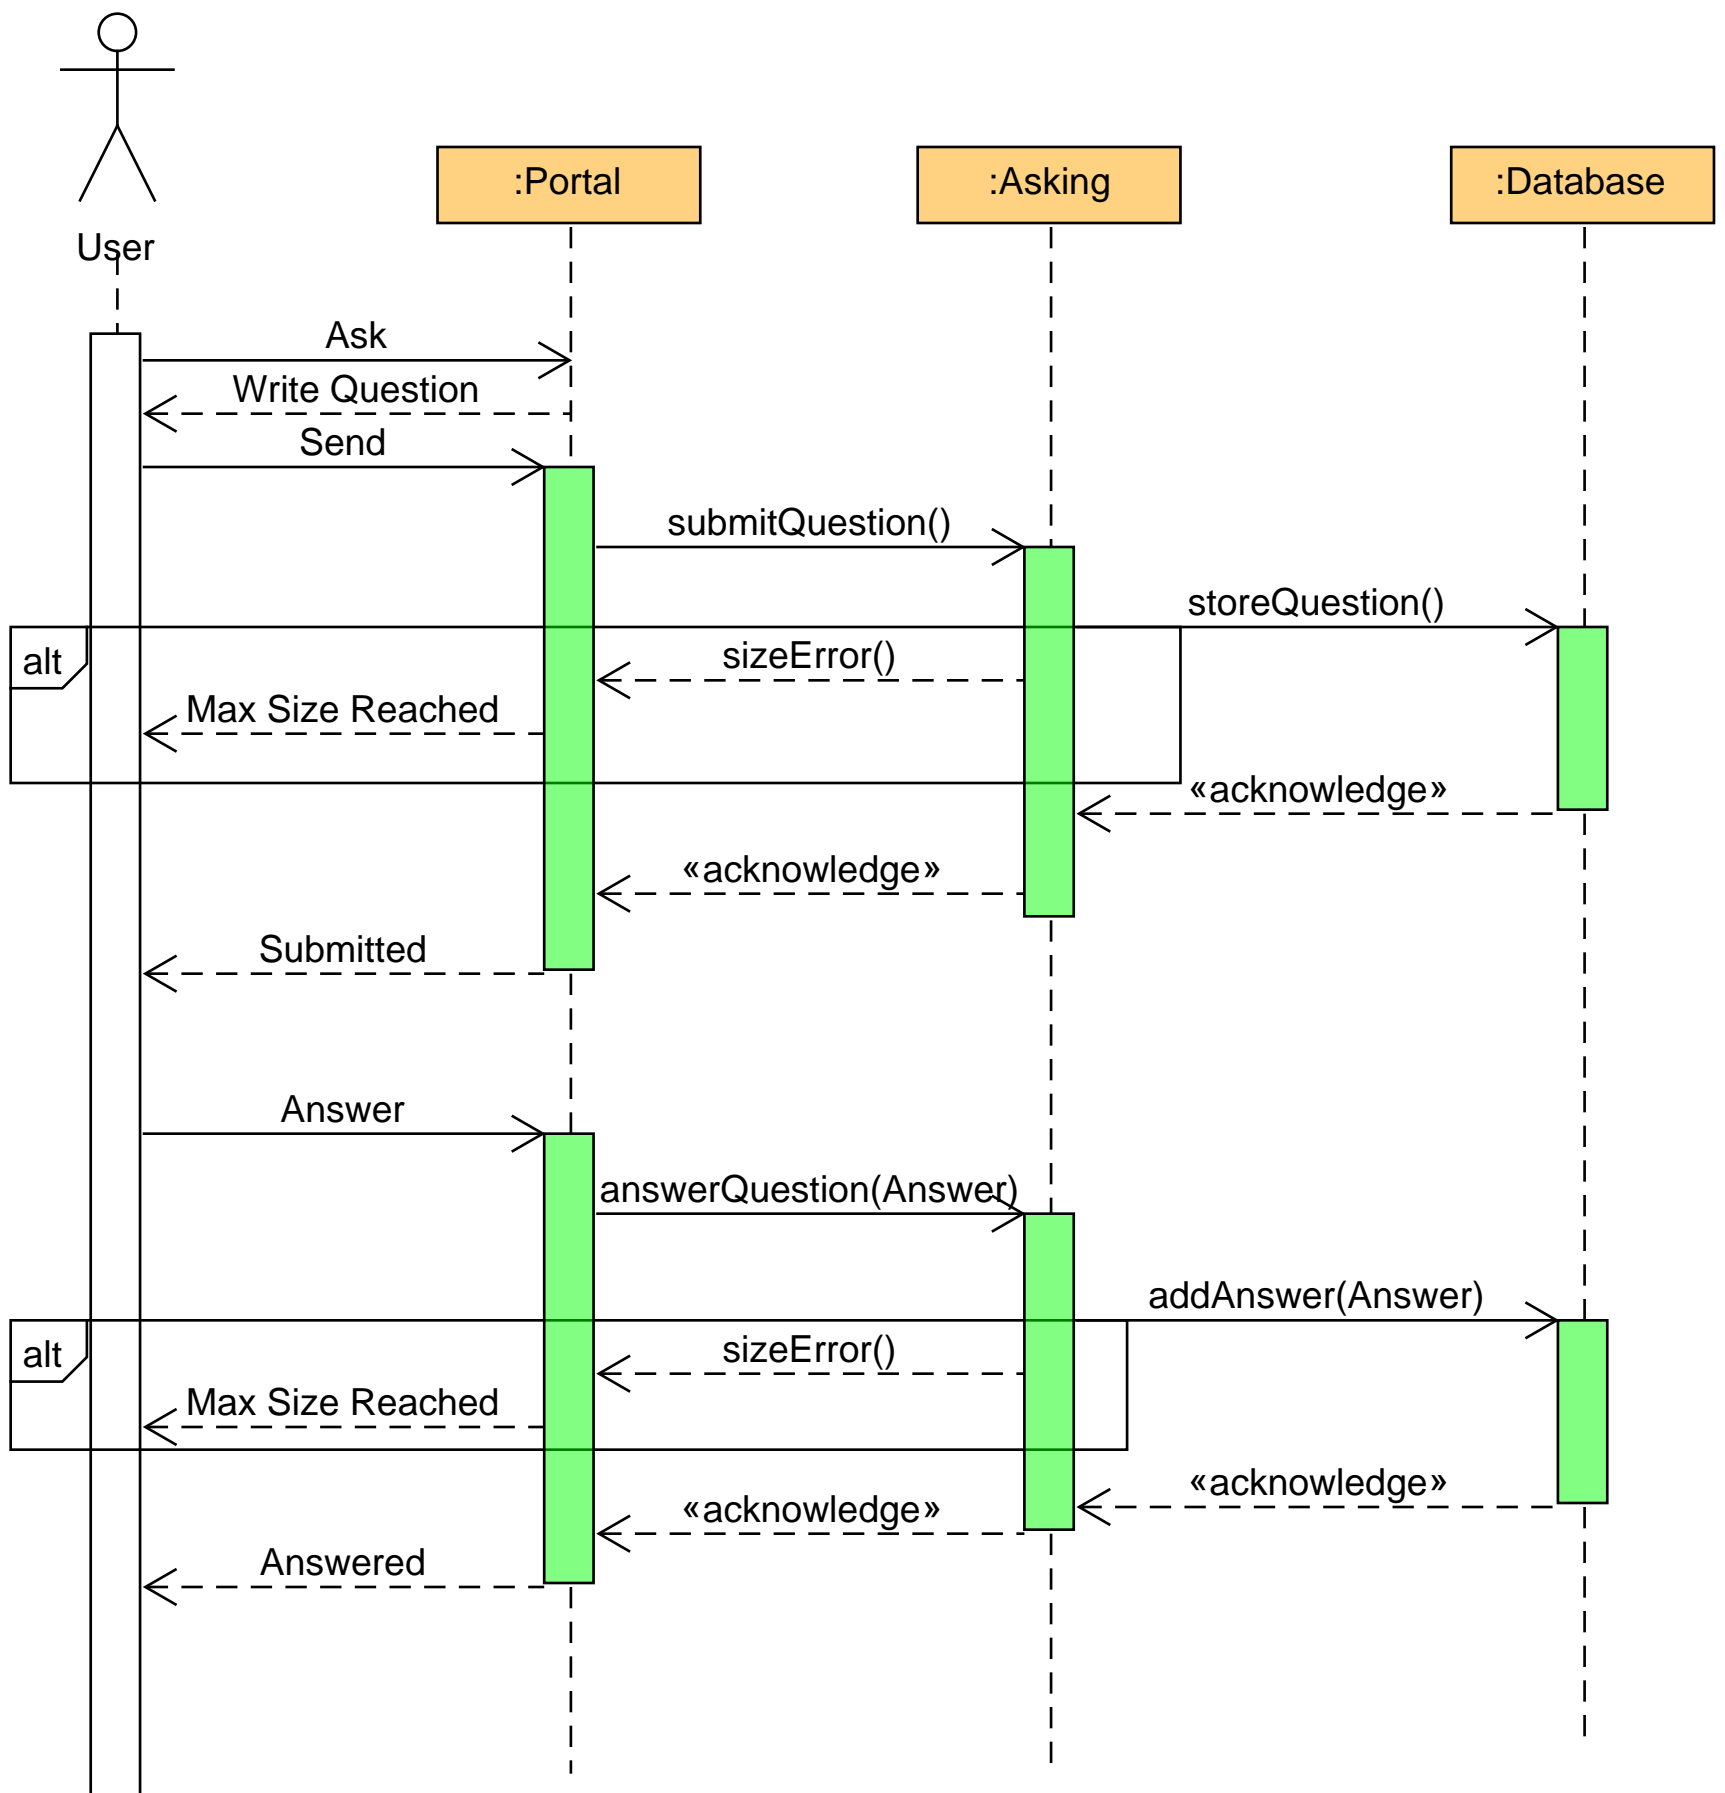 :Portal
:Asking
:Database
User
Ask
Write Question
Send
submitQuestion()
storeQuestion()
alt
sizeError()
Max Size Reached
«acknowledge»
«acknowledge»
Submitted
Answer
answerQuestion(Answer)
addAnswer(Answer)
alt
sizeError()
Max Size Reached
«acknowledge»
«acknowledge»
Answered